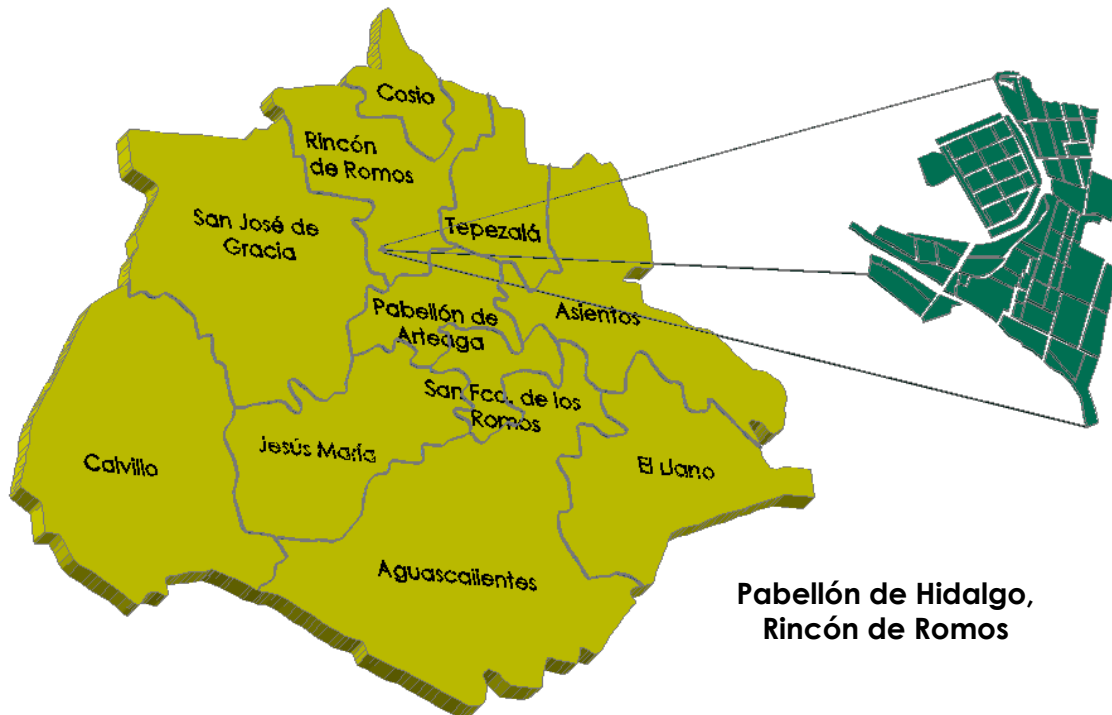 Cosío
Rincón
de Romos
San José de
Gracia
Tepezalá
Pabellón de
Arteaga
Asientos
San Fco. de los
Romos
Jesús María
Calvillo
El Llano
Aguascalientes
Pabellón de Hidalgo,
Rincón de Romos